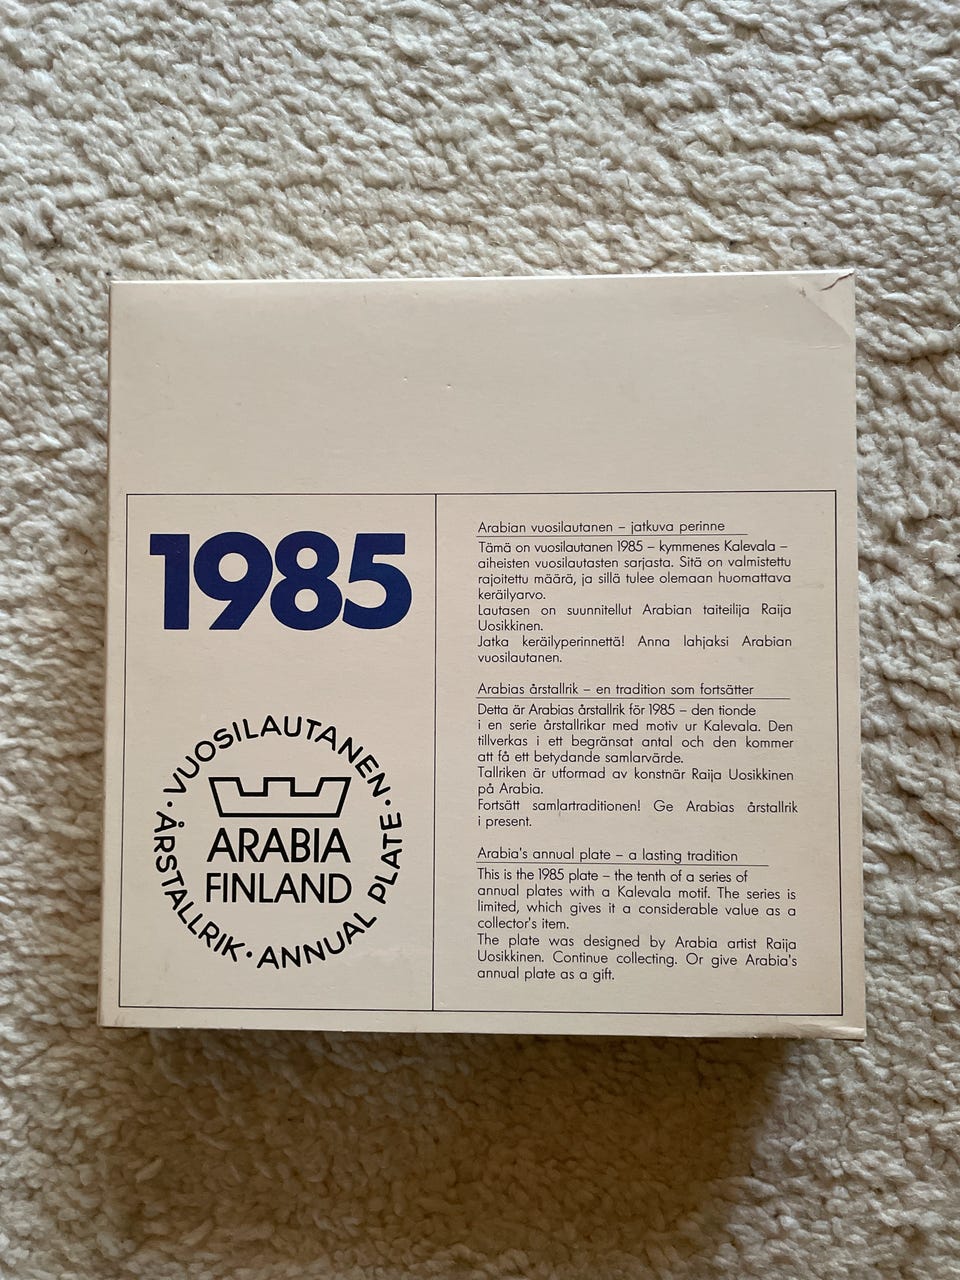 1985
VUOSILAUTANEN · ANNUAL PLATE · ÅRSTALLRIK ·
ARABIA
FINLAND
Arabian vuosilautanen – jatkuva perinne
Tämä on vuosilautanen 1985 – kymmenes Kalevala –
aiheisten vuosilautasten sarjasta. Sitä on valmistettu
rajoitettu määrä, ja sillä tulee olemaan huomattava
keräilyarvo.
Lautasen on suunnitellut Arabian taiteilija Raija
Uosikkinen.
Jatka keräilyperinnettä! Anna lahjaksi Arabian
vuosilautanen.
Arabias årstallrik – en tradition som fortsätter
Detta är Arabias årstallrik för 1985 – den tionde
i en serie årstallrikar med motiv ur Kalevala. Den
tillverkas i ett begränsat antal och den kommer
att få ett betydande samlarvärde.
Tallriken är utformad av konstnär Raija Uosikkinen
på Arabia.
Fortsätt samlartraditionen! Ge Arabias årstallrik
i present.
Arabia's annual plate – a lasting tradition
This is the 1985 plate – the tenth of a series of
annual plates with a Kalevala motif. The series is
limited, which gives it a considerable value as a
collector's item.
The plate was designed by Arabia artist Raija
Uosikkinen. Continue collecting. Or give Arabia's
annual plate as a gift.